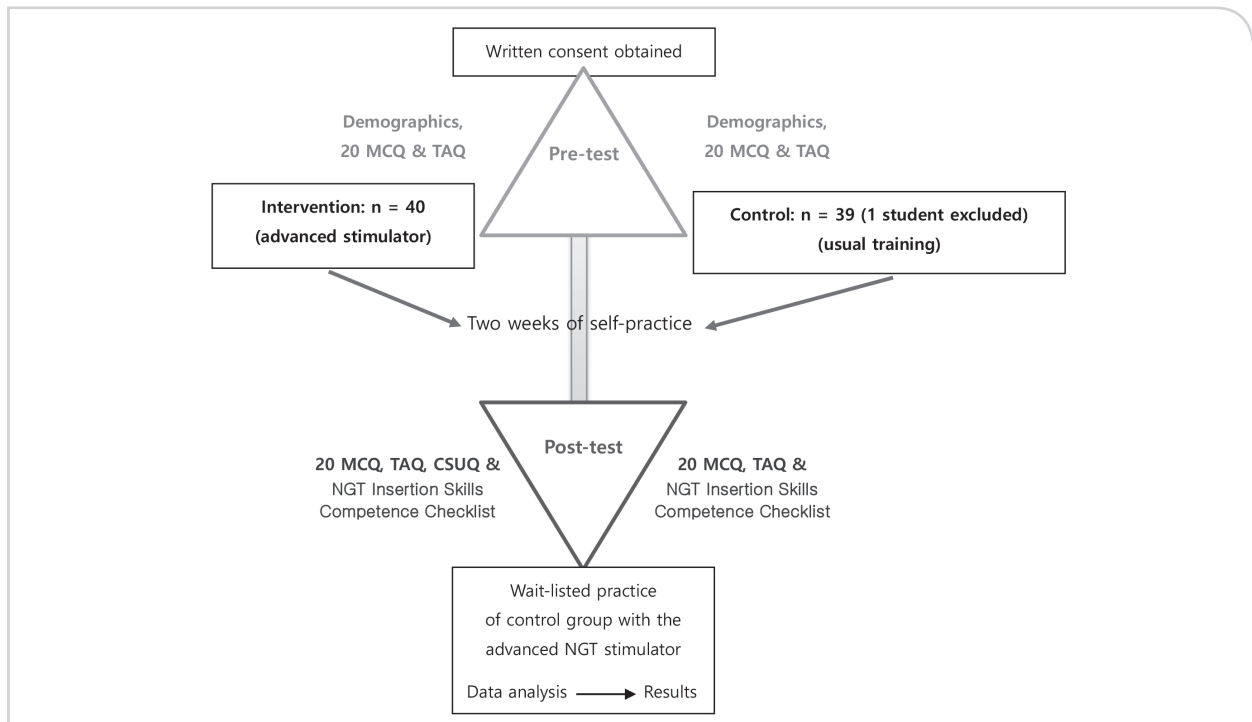 Written consent obtained
Demographics,
20 MCQ & TAQ
Pre-test
Demographics,
20 MCQ & TAQ
Intervention: n = 40
(advanced stimulator)
Control: n = 39 (1 student excluded)
(usual training)
Two weeks of self-practice
Post-test
20 MCQ, TAQ, CSUQ &
NGT Insertion Skills
Competence Checklist
20 MCQ, TAQ &
NGT Insertion Skills
Competence Checklist
Wait-listed practice
of control group with the
advanced NGT stimulator
Data analysis Results